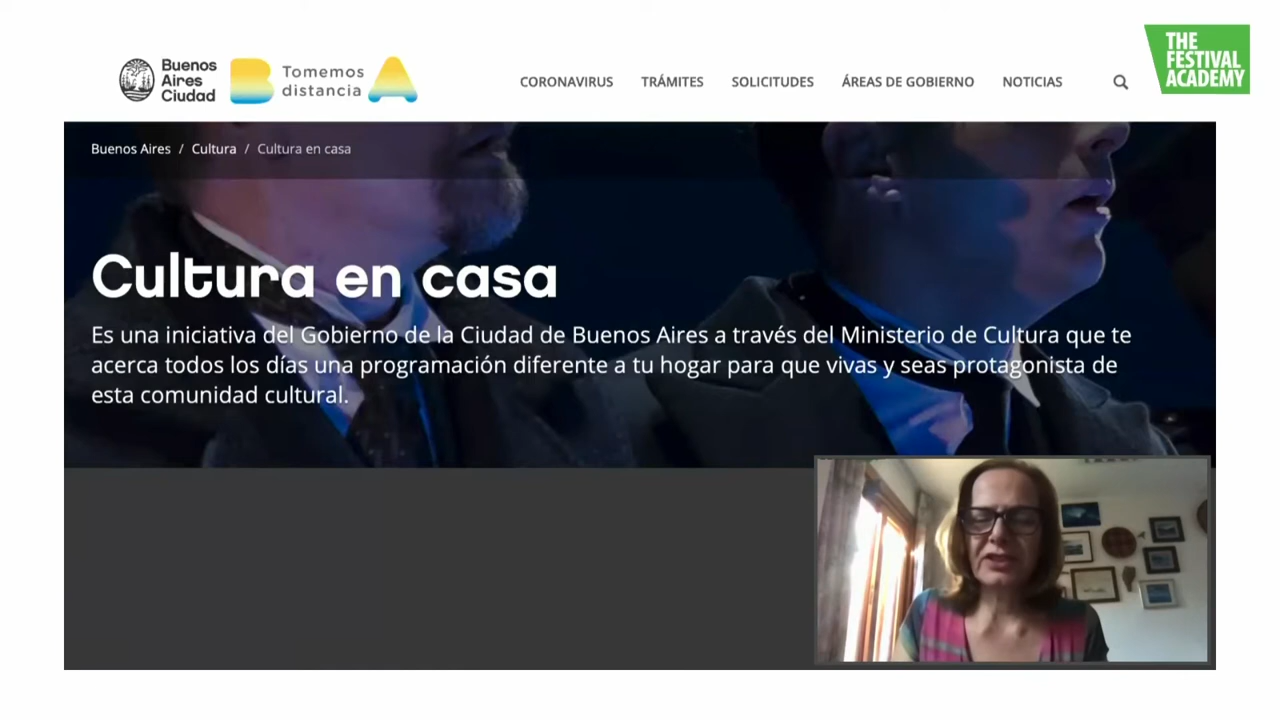 Buenos
Aires
Ciudad
BA
Tomemos
distancia
CORONAVIRUS TRÁMITES SOLICITUDES ÁREAS DE GOBIERNO NOTICIAS
THE
FESTIVAL
ACADEMY
Buenos Aires / Cultura / Cultura en casa
Cultura en casa
Es una iniciativa del Gobierno de la Ciudad de Buenos Aires a través del Ministerio de Cultura que te
acerca todos los días una programación diferente a tu hogar para que vivas y seas protagonista de
esta comunidad cultural.